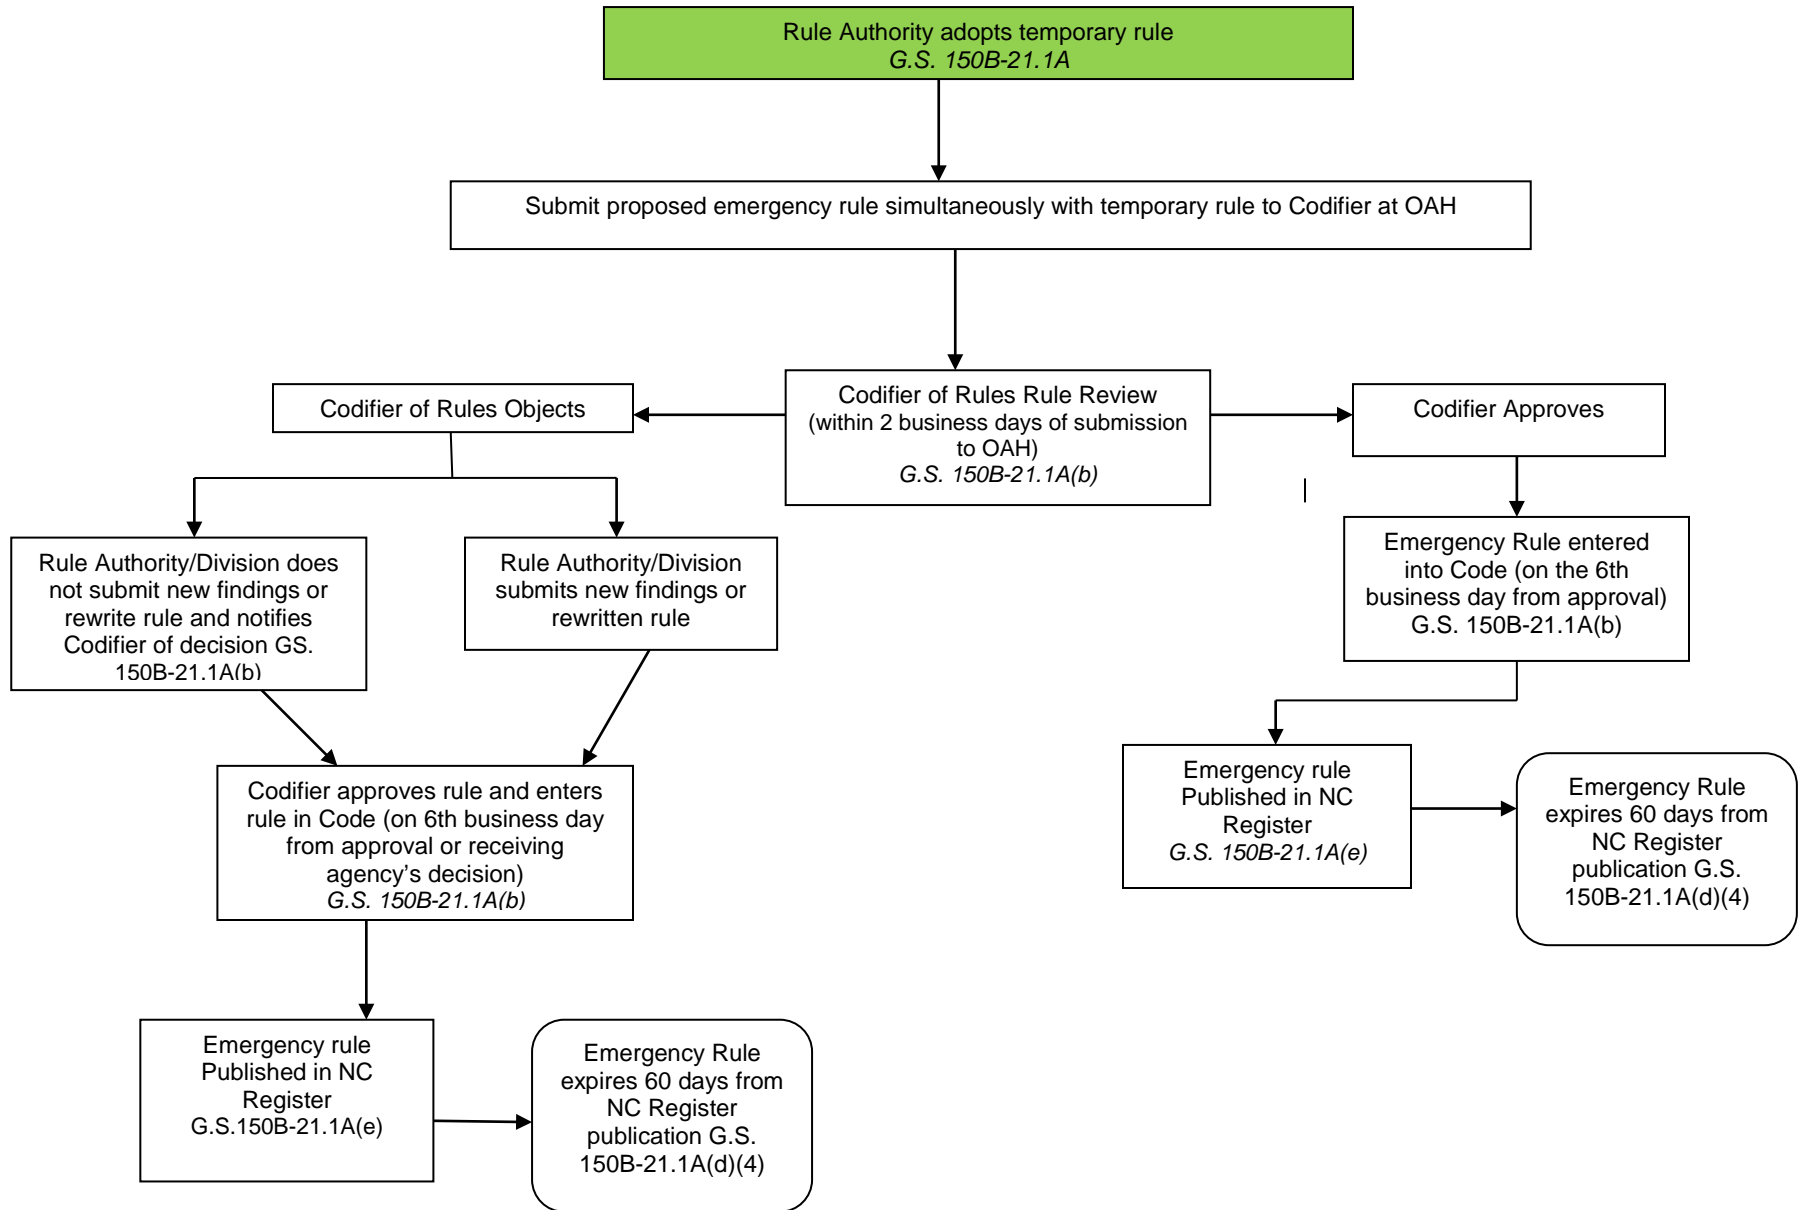 Rule Authority adopts temporary rule
G.S. 150B-21.1A
Submit proposed emergency rule simultaneously with temporary rule to Codifier at OAH
Codifier of Rules Objects
Codifier of Rules Rule Review
(within 2 business days of submission
to OAH)
G.S. 150B-21.1A(b)
Codifier Approves
Rule Authority/Division does
not submit new findings or
rewrite rule and notifies
Codifier of decision GS.
150B-21.1A(b)
Rule Authority/Division
submits new findings or
rewritten rule
Emergency Rule entered
into Code (on the 6th
business day from approval)
G.S. 150B-21.1A(b)
Codifier approves rule and enters
rule in Code (on 6th business day
from approval or receiving
agency’s decision)
G.S. 150B-21.1A(b)
Emergency rule
Published in NC
Register
G.S. 150B-21.1A(e)
Emergency Rule
expires 60 days from
NC Register
publication G.S.
150B-21.1A(d)(4)
Emergency rule
Published in NC
Register
G.S.150B-21.1A(e)
Emergency Rule
expires 60 days from
NC Register
publication G.S.
150B-21.1A(d)(4)